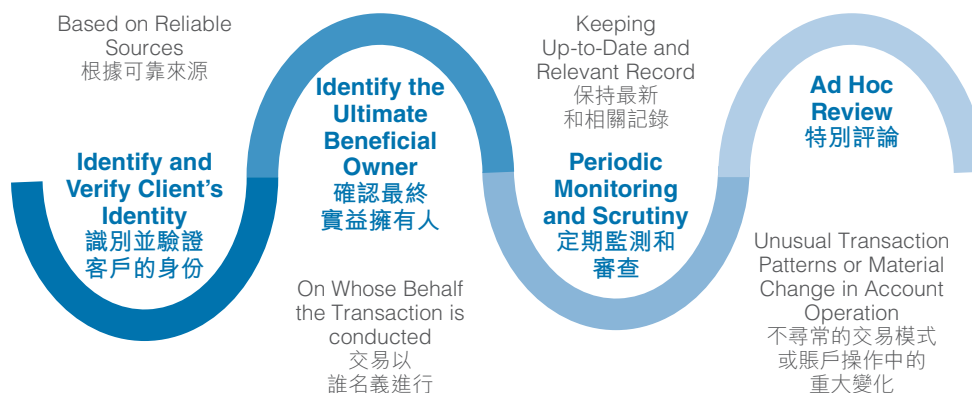 Based on Reliable
Sources
根據可靠來源
Identify and
Verify Client's
Identity
識別並驗證
客戶的身份
Identify the
Ultimate
Beneficial
Owner
確認最終
實益擁有人
On Whose Behalf
the Transaction is
conducted
交易以
誰名義進行
Keeping
Up-to-Date and
Relevant Record
保持最新
和相關記錄
Periodic
Monitoring
and Scrutiny
定期監測和
審查
Ad Hoc
Review
特別評論
Unusual Transaction
Patterns or Material
Change in Account
Operation
不尋常的交易模式
或賬戶操作中的
重大變化